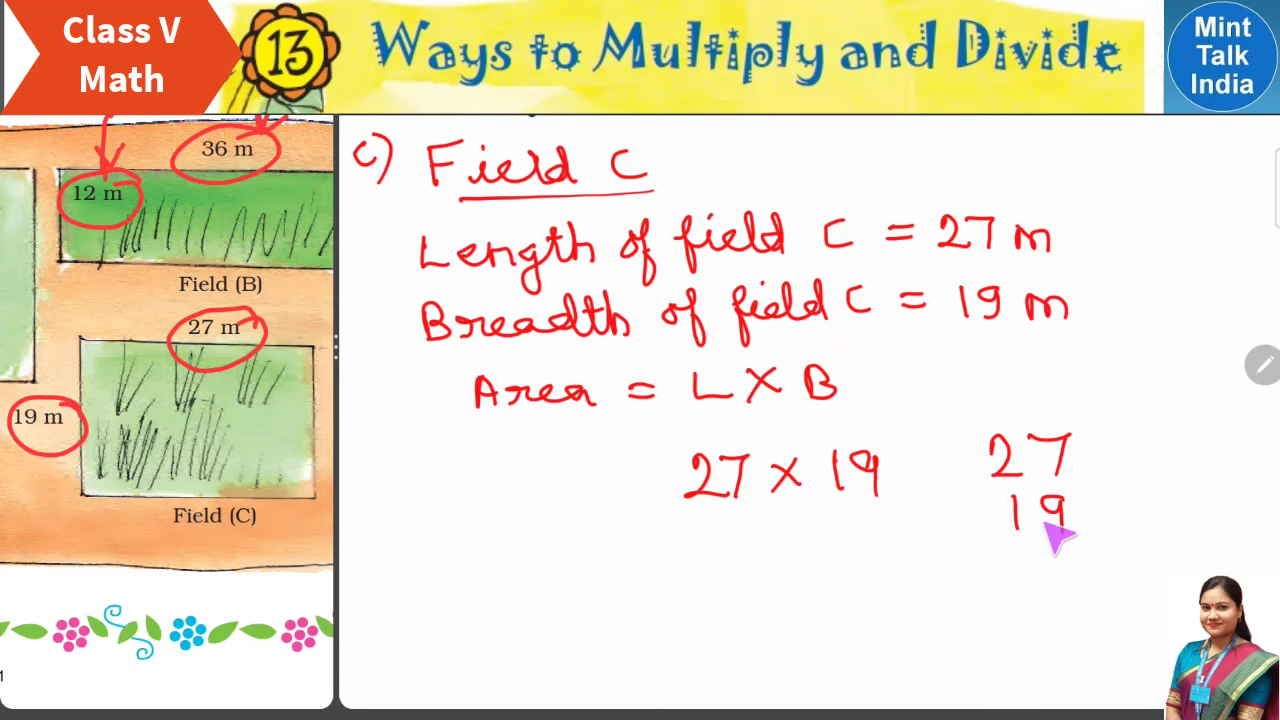 Class V
Math
13
Ways to Multiply and Divide
Mint
Talk
India
36 m
12 m
Field (B)
27 m
19 m
Field (C)
1
c) Field C
Length of field C = 27 m
Breadth of field C = 19 m
Area = L × B
27 × 19
27
19